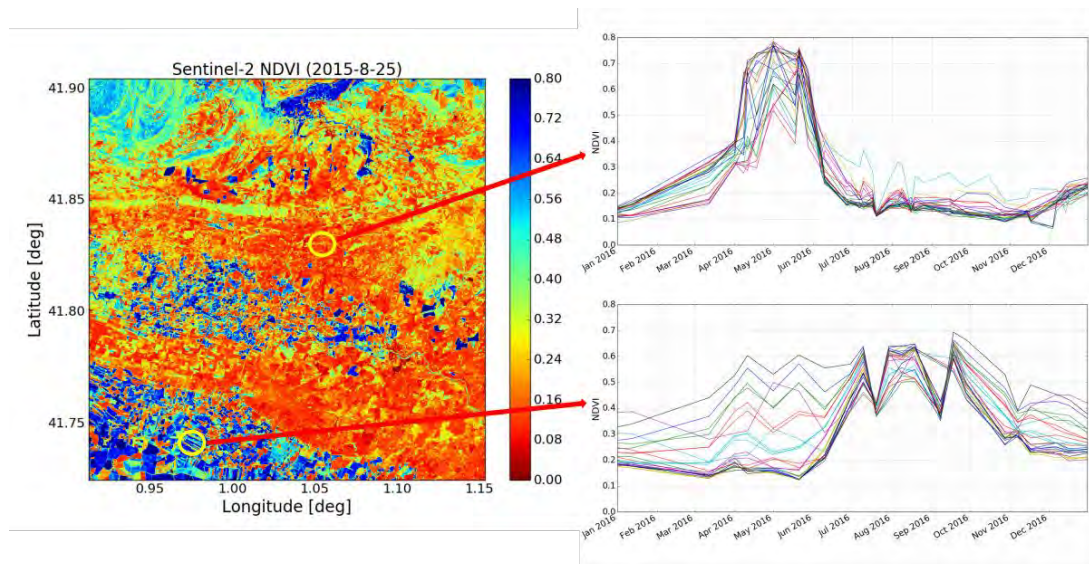 Sentinel-2 NDVI (2015-8-25)
41.90
41.85
41.80
41.75
Latitude [deg]
0.95
1.00
1.05
1.10
1.15
Longitude [deg]
0.80
0.72
0.64
0.56
0.48
0.40
0.32
0.24
0.16
0.08
0.00
0.8
0.7
0.6
0.5
0.4
0.3
0.2
0.1
0.0
NDVI
Jan 2016
Feb 2016
Mar 2016
Apr 2016
May 2016
Jun 2016
Jul 2016
Aug 2016
Sep 2016
Oct 2016
Nov 2016
Dec 2016
0.8
0.7
0.6
0.5
0.4
0.3
0.2
0.1
0.0
NDVI
Jan 2016
Feb 2016
Mar 2016
Apr 2016
May 2016
Jun 2016
Jul 2016
Aug 2016
Sep 2016
Oct 2016
Nov 2016
Dec 2016